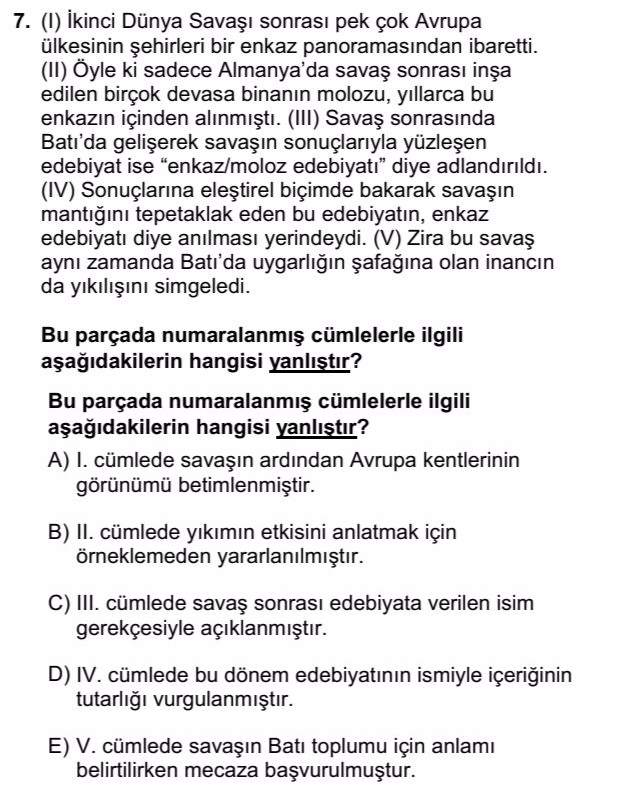 7. (I) İkinci Dünya Savaşı sonrası pek çok Avrupa
ülkesinin şehirleri bir enkaz panoramasından ibaretti.
(II) Öyle ki sadece Almanya’da savaş sonrası inşa
edilen birçok devasa binanın molozu, yıllarca bu
enkazın içinden alınmıştı. (III) Savaş sonrasında
Batı’da gelişerek savaşın sonuçlarıyla yüzleşen
edebiyat ise “enkaz/moloz edebiyatı” diye adlandırıldı.
(IV) Sonuçlarına eleştirel biçimde bakarak savaşın
mantığını tepetaklak eden bu edebiyatın, enkaz
edebiyatı diye anılması yerindeydi. (V) Zira bu savaş
aynı zamanda Batı’da uygarlığın şafağına olan inancın
da yıkılışını simgeledi.
Bu parçada numaralanmış cümlelerle ilgili
aşağıdakilerin hangisi yanlıştır?
Bu parçada numaralanmış cümlelerle ilgili
aşağıdakilerin hangisi yanlıştır?
A) I. cümlede savaşın ardından Avrupa kentlerinin
görünümü betimlenmiştir.
B) II. cümlede yıkımın etkisini anlatmak için
örneklemeden yararlanılmıştır.
C) III. cümlede savaş sonrası edebiyata verilen isim
gerekçesiyle açıklanmıştır.
D) IV. cümlede bu dönem edebiyatının ismiyle içeriğinin
tutarlığı vurgulanmıştır.
E) V. cümlede savaşın Batı toplumu için anlamı
belirtilirken mecaza başvurulmuştur.